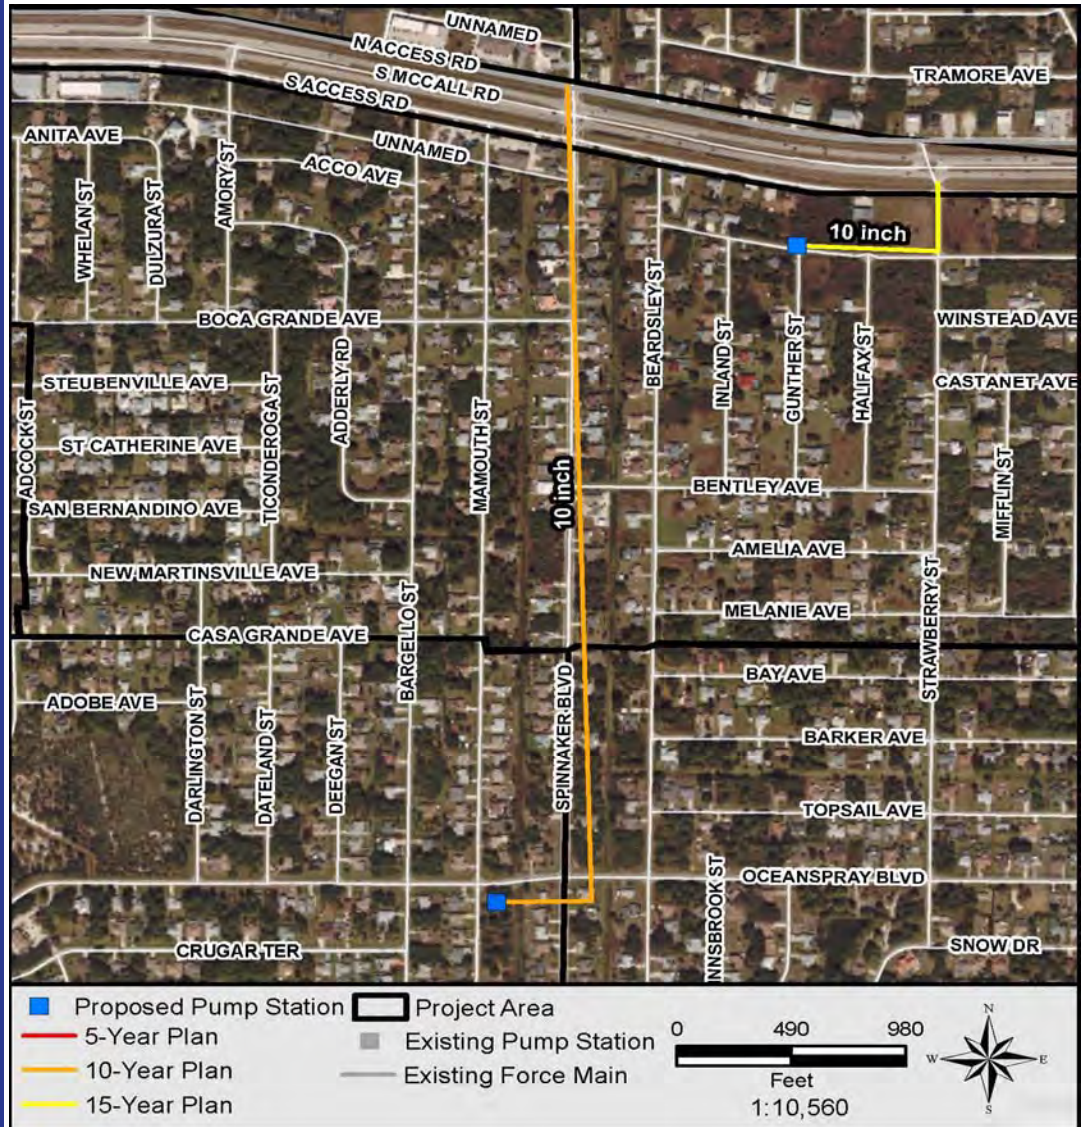 UNNAMED
N ACCESS RD
TRAMORE AVE
S MCCALL RD
S ACCESS RD
ANITA AVE
UNNAMED
ACCO AVE
WHELAN ST
DULZURA ST
AMORY ST
10 inch
BOCA GRANDE AVE
WINSTEAD AVE
STEUBENVILLE AVE
CASTANET AVE
ADCOCK ST
ST CATHERINE AVE
TICONDEROGA ST
ADDERLY RD
MAMOUTH ST
BEARDSLEY ST
INLAND ST
GUNTHER ST
HALIFAX ST
MIFFLIN ST
10 inch
BENTLEY AVE
SAN BERNANDINO AVE
AMELIA AVE
NEW MARTINSVILLE AVE
MELANIE AVE
CASA GRANDE AVE
BARGELLO ST
STRAWBERRY ST
BAY AVE
ADOBE AVE
DARLINGTON ST
DATELAND ST
DEEGAN ST
SPINNAKER BLVD
BARKER AVE
TOPSAIL AVE
OCEANSPRAY BLVD
NNSBROOK ST
CRUGAR TER
SNOW DR
Proposed Pump Station
Project Area
5-Year Plan
Existing Pump Station
10-Year Plan
Existing Force Main
15-Year Plan
0 490 980
Feet
1:10,560
N
W
E
S